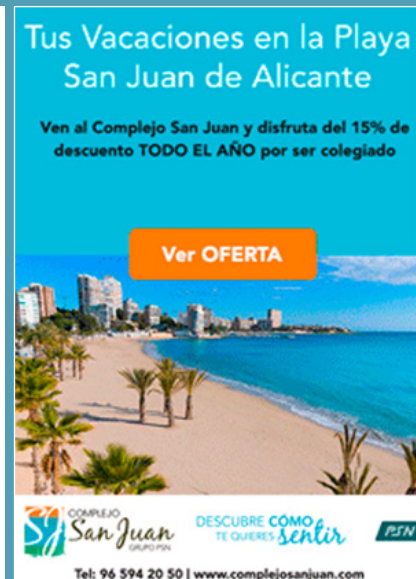 Tus Vacaciones en la Playa
San Juan de Alicante
Ven al Complejo San Juan y disfruta del 15% de
descuento TODO EL AÑO por ser colegiado
Ver OFERTA
SJ COMPLEJO
San Juan
GRUPO PSN
DESCUBRE CÓMO
TE QUIERES sentir
PSN
Tel: 96 594 20 50 | www.complejosanjuan.com